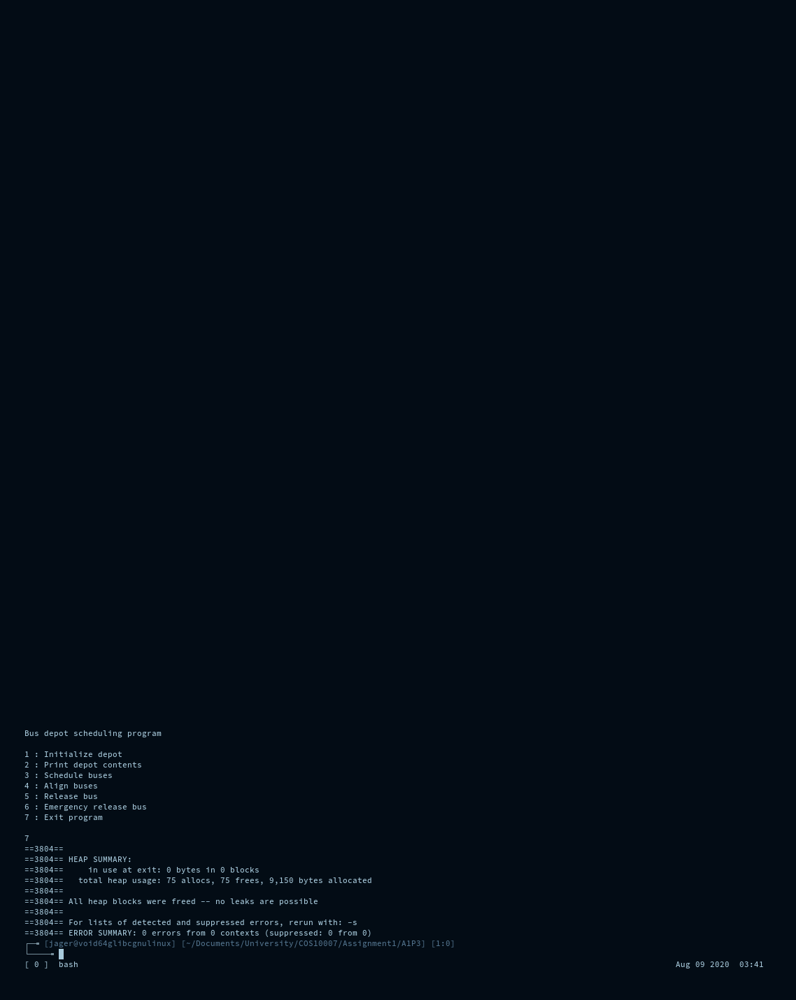 Bus depot scheduling program
1 : Initialize depot
2 : Print depot contents
3 : Schedule buses
4 : Align buses
5 : Release bus
6 : Emergency release bus
7 : Exit program
7
==3804==
==3804== HEAP SUMMARY:
==3804==     in use at exit: 0 bytes in 0 blocks
==3804==   total heap usage: 75 allocs, 75 frees, 9,150 bytes allocated
==3804==
==3804== All heap blocks were freed -- no leaks are possible
==3804==
==3804== For lists of detected and suppressed errors, rerun with: -s
==3804== ERROR SUMMARY: 0 errors from 0 contexts (suppressed: 0 from 0)
[jager@void64glibcgnulinux] [~/Documents/University/COS10007/Assignment1/A1P3] [1:0]
[ 0 ]  bash Aug 09 2020  03:41